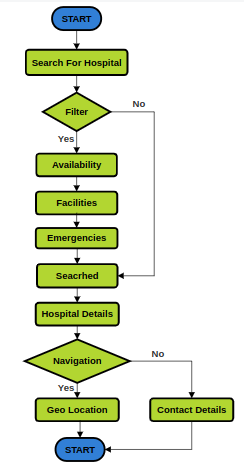 START
Search For Hospital
Filter
No
Yes
Availability
Facilities
Emergencies
Seacrhed
Hospital Details
Navigation
No
Yes
Geo Location
Contact Details
START